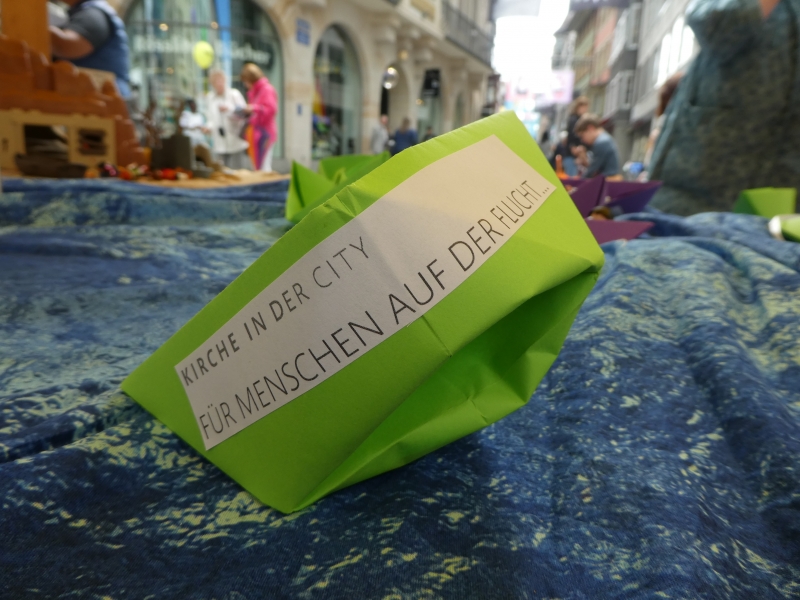 KIRCHE IN DER CITY
FÜR MENSCHEN AUF DER FLUCHT...